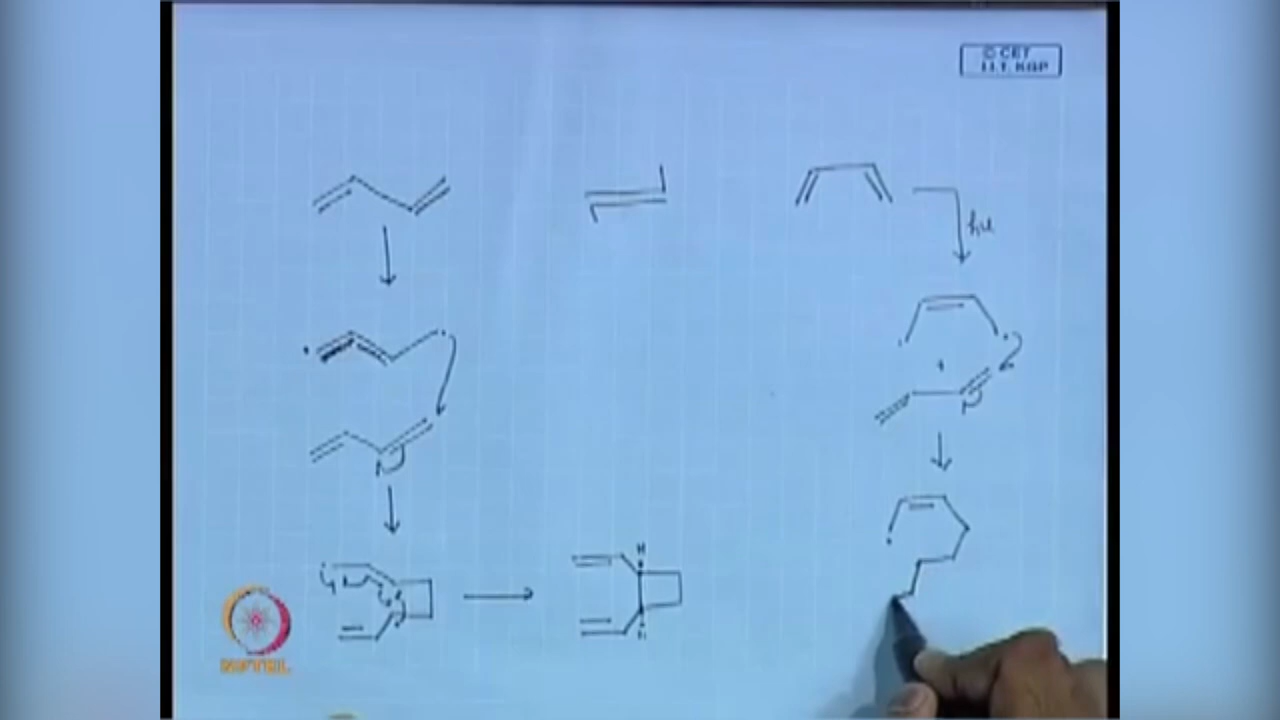 © CET
I.I.T. KGP
hν
H
H
NPTEL